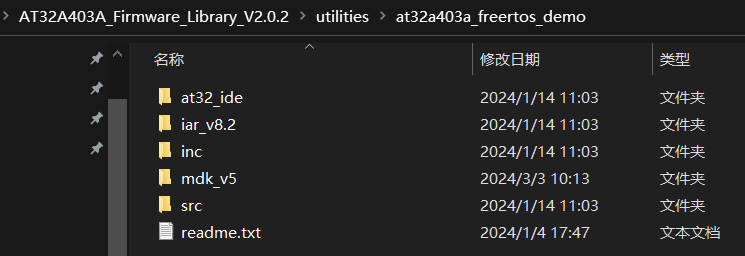 AT32A403A_Firmware_Library_V2.0.2 > utilities > at32a403a_freertos_demo
名称 修改日期 类型
at32_ide 2024/1/14 11:03 文件夹
iar_v8.2 2024/1/14 11:03 文件夹
inc 2024/1/14 11:03 文件夹
mdk_v5 2024/3/3 10:13 文件夹
src 2024/1/14 11:03 文件夹
readme.txt 2024/1/4 17:47 文本文档